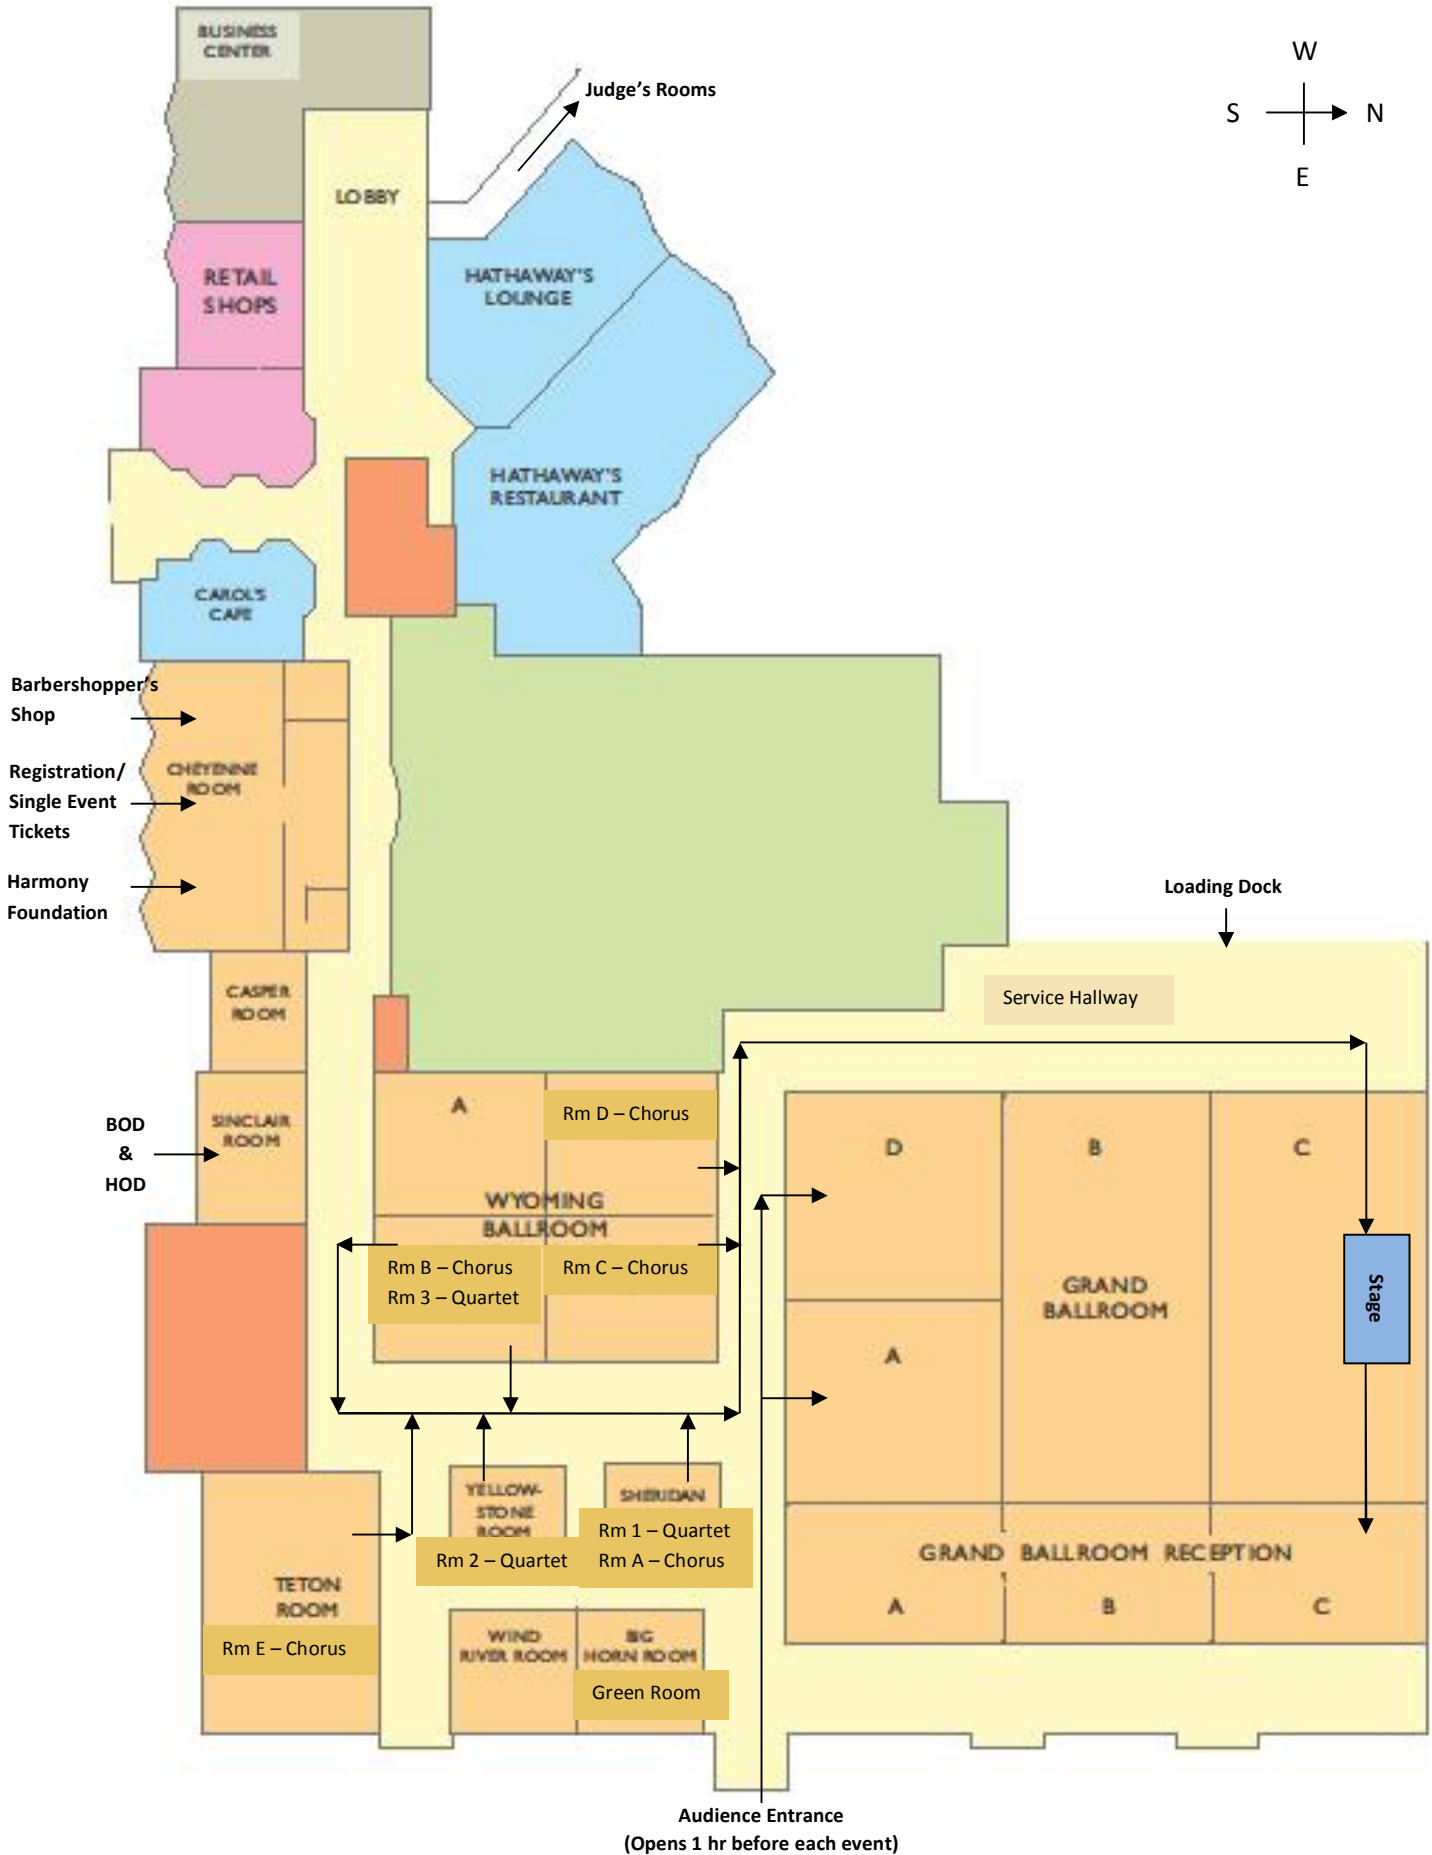 BUSINESS
CENTER
Judge's Rooms
W
S
N
E
LOBBY
RETAIL
SHOPS
HATHAWAY'S
LOUNGE
HATHAWAY'S
RESTAURANT
CAROL'S
CAFE
Barbershopper's
Shop
CHEYENNE
ROOM
Registration/
Single Event
Tickets
Harmony
Foundation
Loading Dock
CASPER
ROOM
Service Hallway
BOD
&
HOD
SINCLAIR
ROOM
A
Rm D – Chorus
WYOMING
BALLROOM
Rm B – Chorus
Rm 3 – Quartet
Rm C – Chorus
D
B
C
GRAND
BALLROOM
A
Stage
YELLOW-
STONE
ROOM
Rm 2 – Quartet
SHERIDAN
Rm 1 – Quartet
Rm A – Chorus
GRAND BALLROOM RECEPTION
A
B
C
TETON
ROOM
Rm E – Chorus
WIND
RIVER ROOM
BIG
HORN ROOM
Green Room
Audience Entrance
(Opens 1 hr before each event)